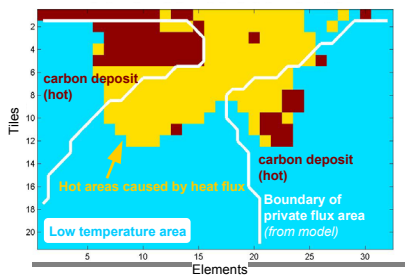 2
4
6
8
10
12
14
16
18
20
Tiles
carbon deposit
(hot)
carbon deposit
(hot)
Hot areas caused by heat flux
Boundary of
private flux area
(from model)
Low temperature area
5
10
15
20
25
30
Elements